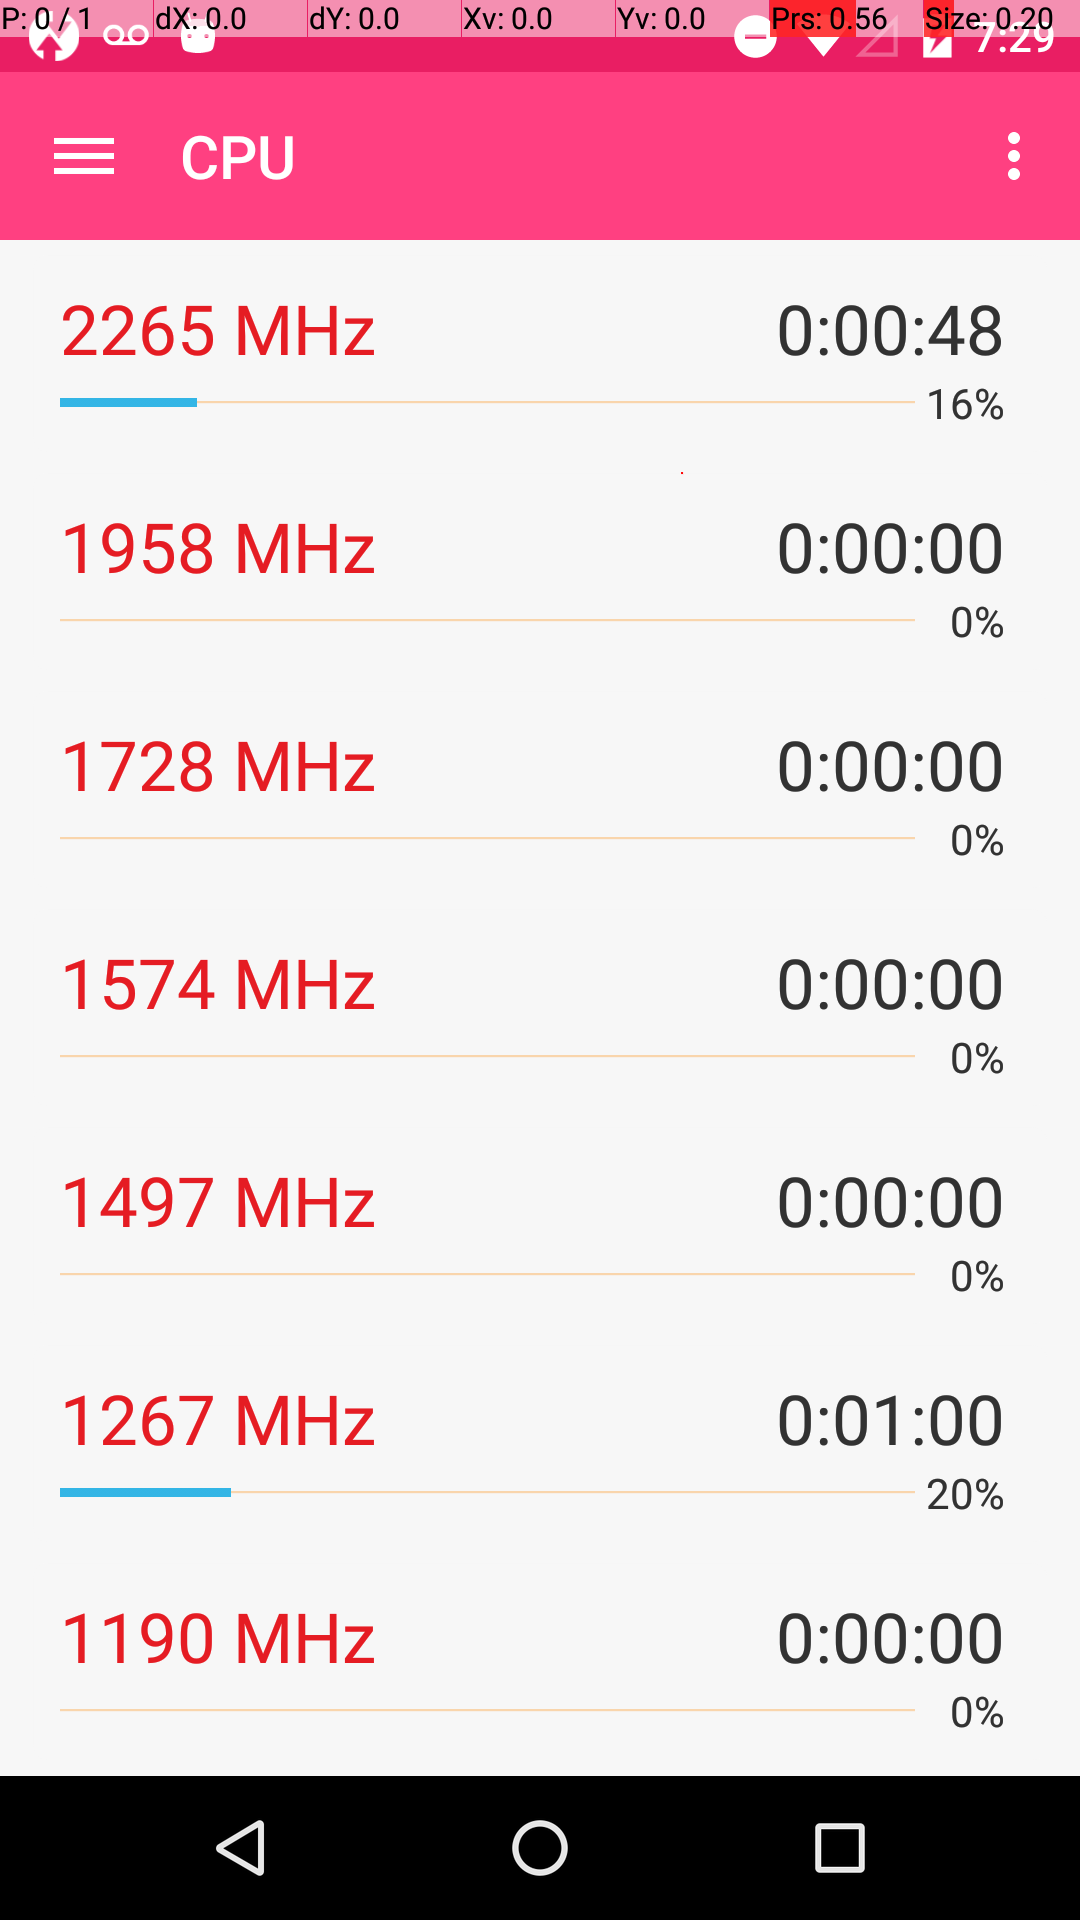 P: 0 / 1 dX: 0.0 dY: 0.0 Xv: 0.0 Yv: 0.0 Prs: 0.56 Size: 0.20
7:29
CPU
2265 MHz 0:00:48
16%
1958 MHz 0:00:00
0%
1728 MHz 0:00:00
0%
1574 MHz 0:00:00
0%
1497 MHz 0:00:00
0%
1267 MHz 0:01:00
20%
1190 MHz 0:00:00
0%